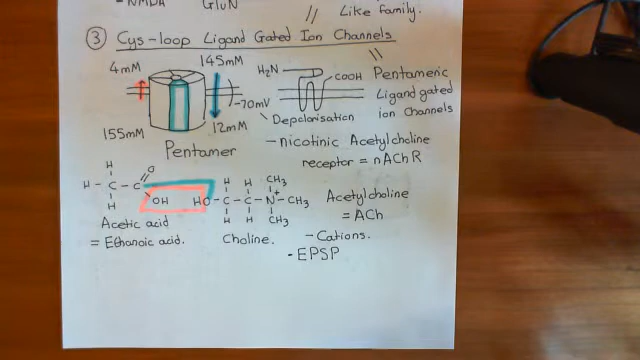 - NMDA GluN
Like family.
③ Cys-loop Ligand Gated Ion Channels
4mM 145mM
-70mV
155mM 12mM
Pentamer
H₂N COOH
Depolarisation
= Pentameric
Ligand gated
ion Channels
- nicotinic Acetylcholine
receptor = nAChR
H O
H - C - C
H OH
Acetic acid
= Ethanoic acid.
H H CH₃
HO - C - C - N⁺ - CH₃
H H CH₃
Choline.
Acetylcholine
= ACh
- Cations.
- EPSP